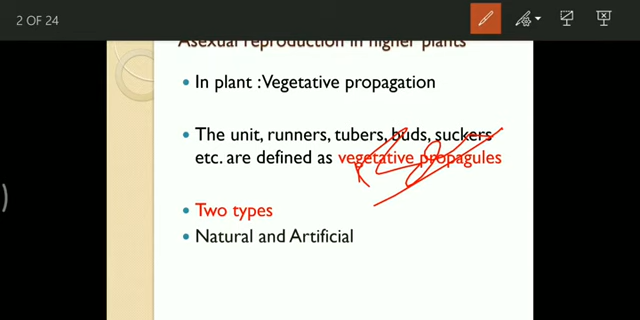 2 OF 24
Asexual reproduction in higher plants
• In plant :Vegetative propagation
• The unit, runners, tubers, buds, suckers
etc. are defined as vegetative propagules
• Two types
• Natural and Artificial